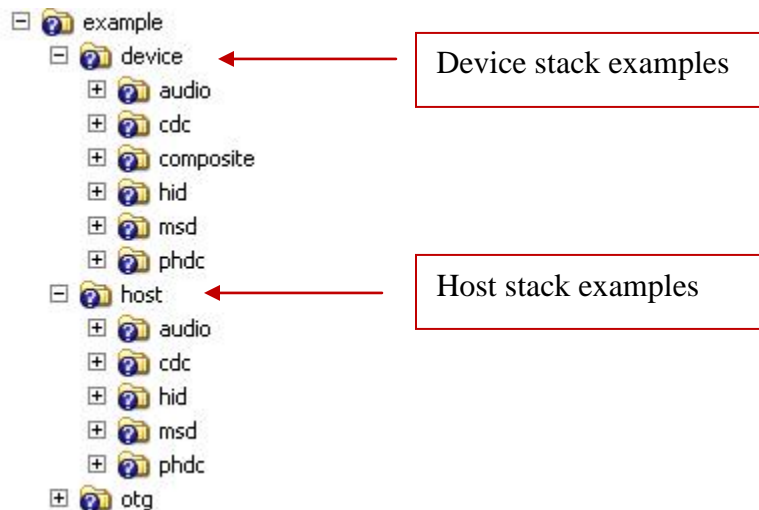 example
device
Device stack examples
audio
cdc
composite
hid
msd
phdc
host
Host stack examples
audio
cdc
hid
msd
phdc
otg